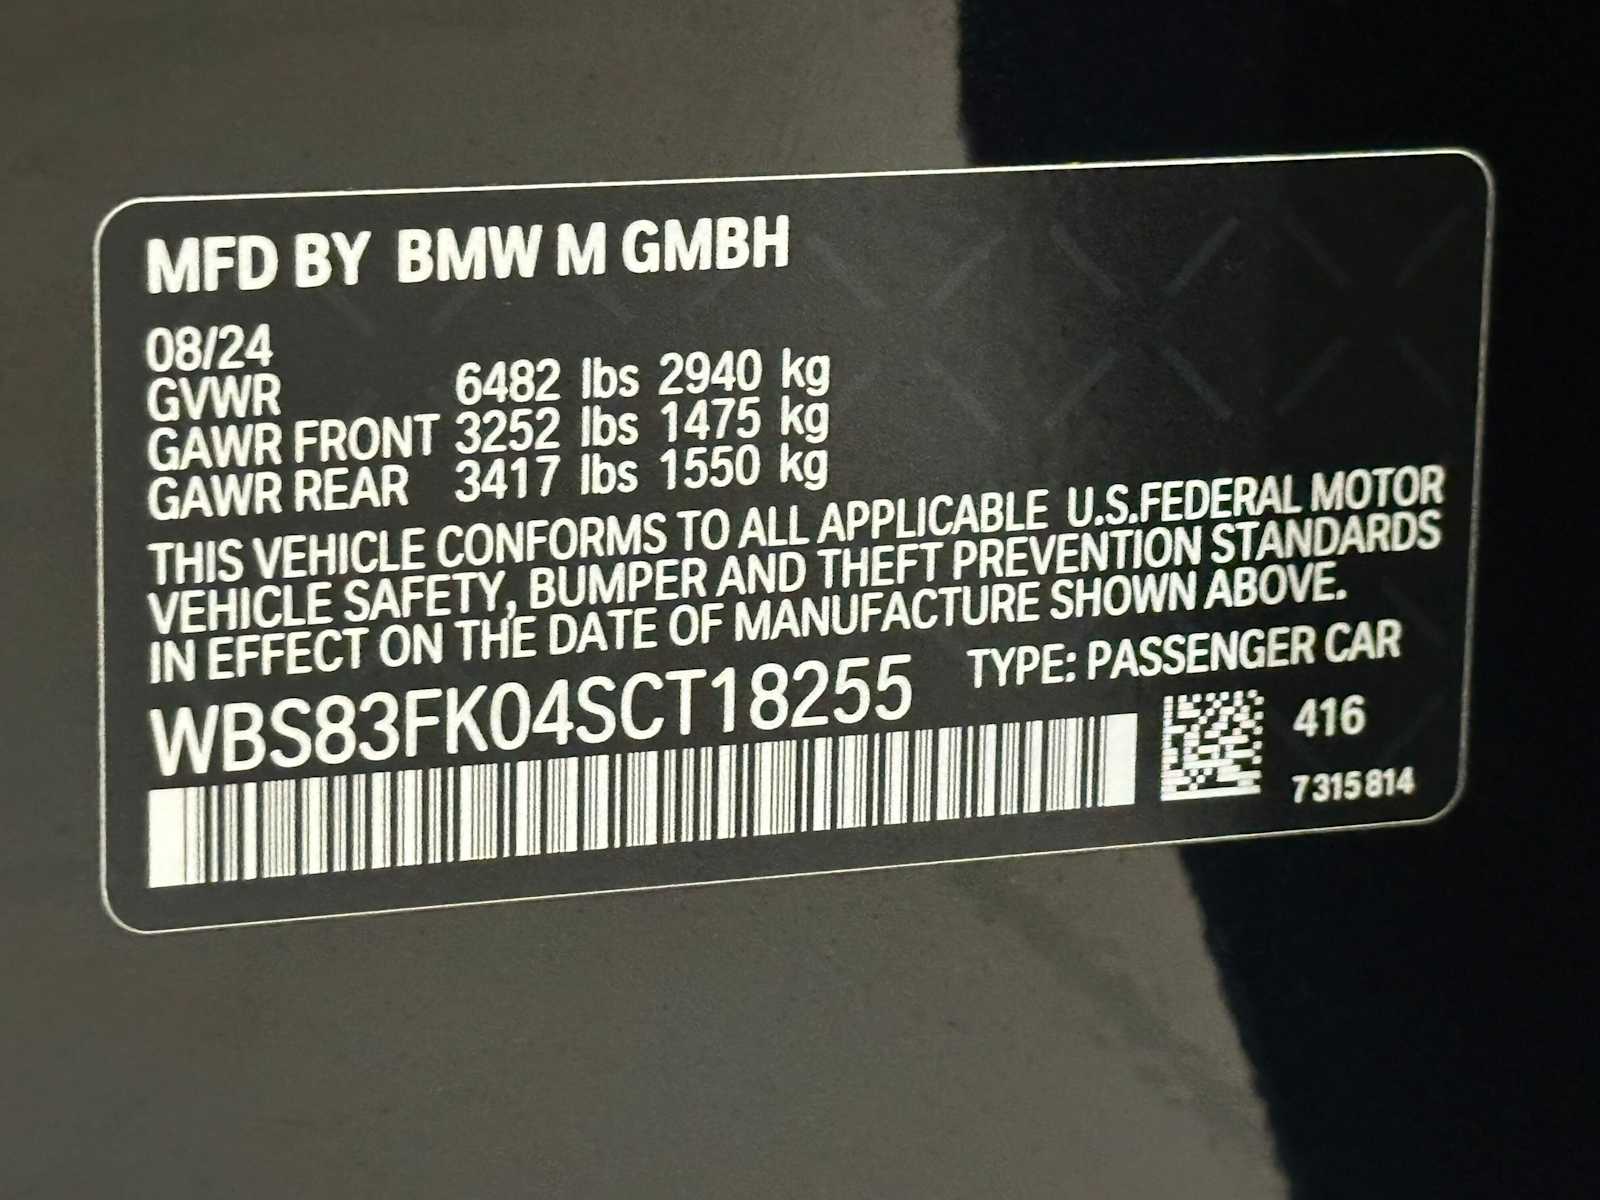 MFD BY BMW M GMBH
08/24
GVWR 6482 lbs 2940 kg
GAWR FRONT 3252 lbs 1475 kg
GAWR REAR 3417 lbs 1550 kg
THIS VEHICLE CONFORMS TO ALL APPLICABLE U.S.FEDERAL MOTOR
VEHICLE SAFETY, BUMPER AND THEFT PREVENTION STANDARDS
IN EFFECT ON THE DATE OF MANUFACTURE SHOWN ABOVE.
WBS83FK04SCT18255 TYPE: PASSENGER CAR
416
7315814